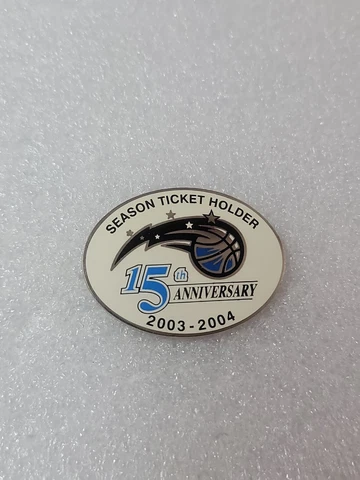 SEASON TICKET HOLDER
15th ANNIVERSARY
2003-2004